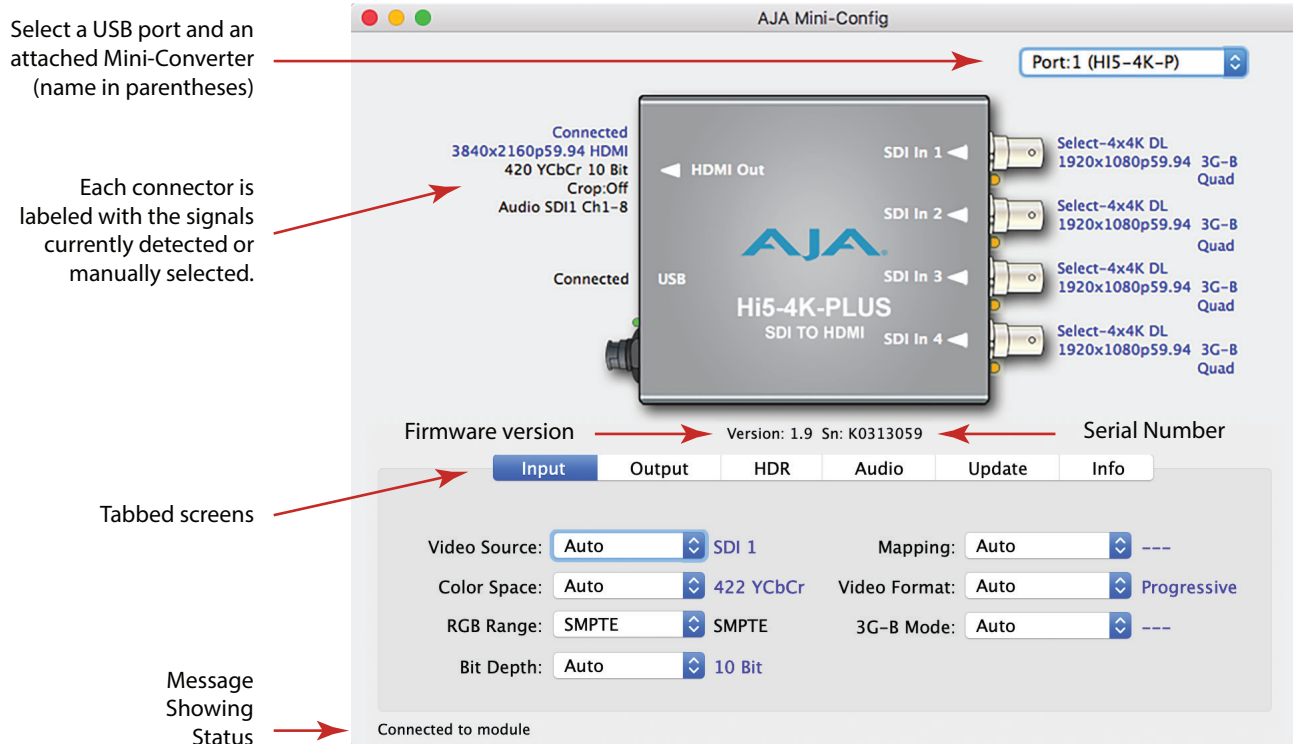 AJA Mini-Config
Select a USB port and an
attached Mini-Converter
(name in parentheses)
Port:1 (HI5-4K-P)
Connected
3840x2160p59.94 HDMI
420 YCbCr 10 Bit
Crop:Off
Audio SDI1 Ch1-8
HDMI Out
SDI In 1
Select-4x4K DL
1920x1080p59.94 3G-B
Quad
Each connector is
labeled with the signals
currently detected or
manually selected.
SDI In 2
Select-4x4K DL
1920x1080p59.94 3G-B
Quad
AJA
Connected
USB
SDI In 3
Select-4x4K DL
1920x1080p59.94 3G-B
Quad
Hi5-4K-PLUS
SDI TO HDMI
SDI In 4
Select-4x4K DL
1920x1080p59.94 3G-B
Quad
Firmware version
Version: 1.9 Sn: K0313059
Serial Number
Tabbed screens
Input Output HDR Audio Update Info
Video Source: Auto SDI 1 Mapping: Auto ---
Color Space: Auto 422 YCbCr Video Format: Auto Progressive
RGB Range: SMPTE SMPTE 3G-B Mode: Auto ---
Bit Depth: Auto 10 Bit
Message
Showing
Status
Connected to module